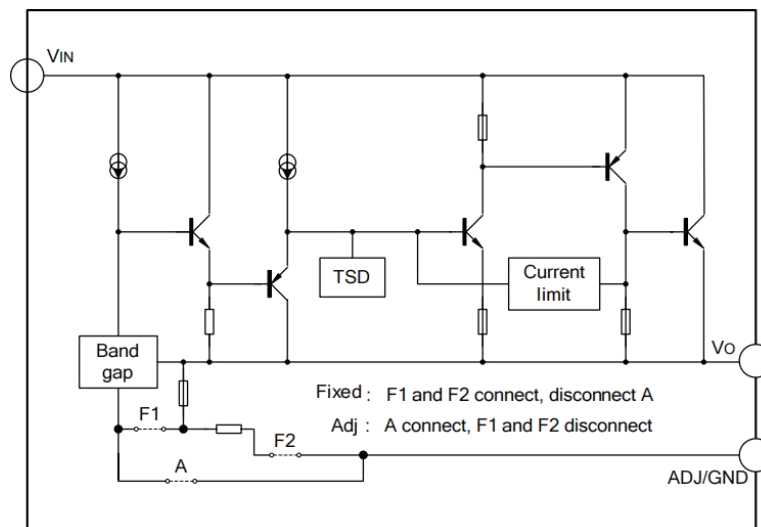 VIN
TSD
Current
limit
Band
gap
VO
Fixed : F1 and F2 connect, disconnect A
F1
Adj : A connect, F1 and F2 disconnect
F2
A
ADJ/GND